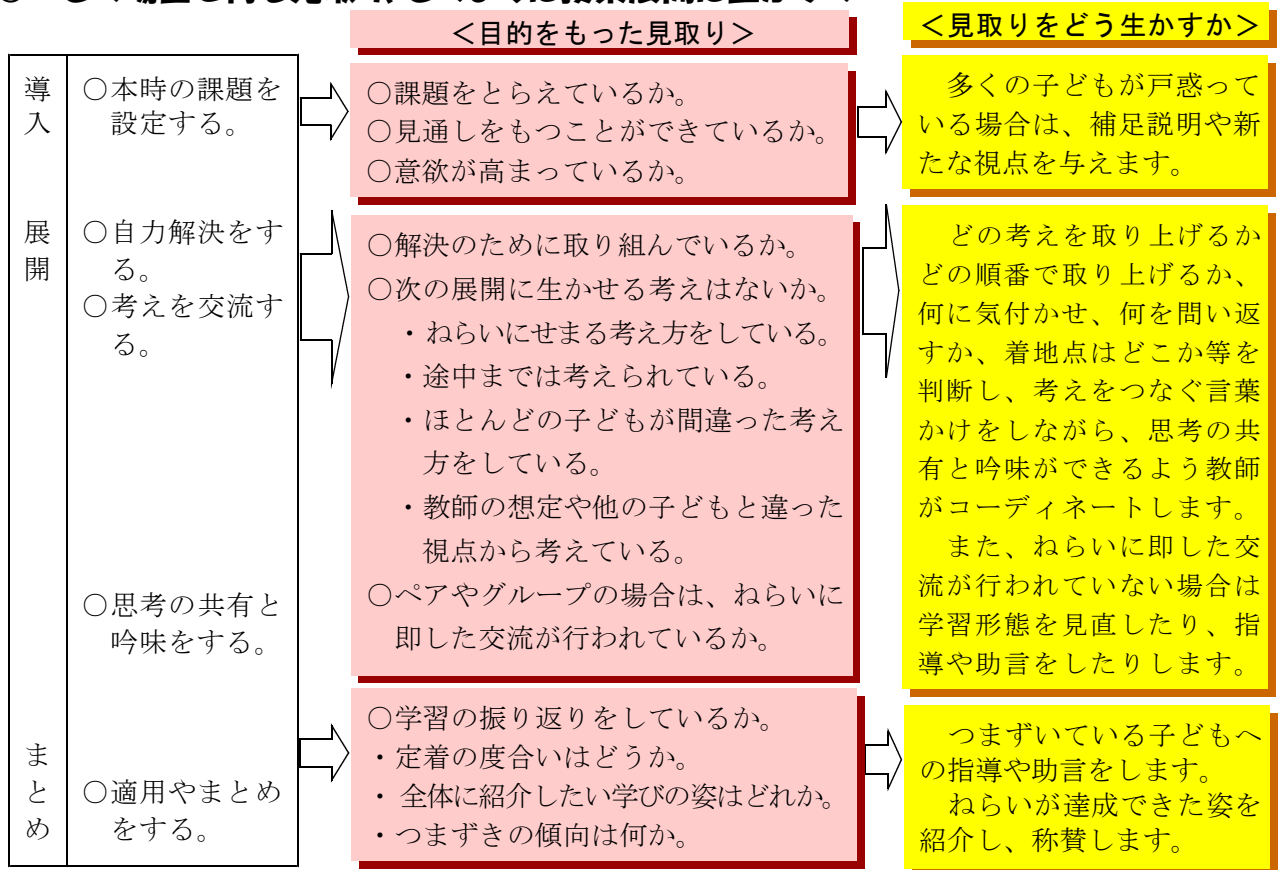 ＜目的をもった見取り＞
＜見取りをどう生かすか＞
導入
○本時の課題を
設定する。
○課題をとらえているか。
○見通しをもつことができているか。
○意欲が高まっているか。
多くの子どもが戸惑って
いる場合は、補足説明や新
たな視点を与えます。
展開
○自力解決をす
る。
○考えを交流す
る。
○思考の共有と
吟味をする。
○解決のために取り組んでいるか。
○次の展開に生かせる考えはないか。
・ねらいにせまる考え方をしている。
・途中までは考えられている。
・ほとんどの子どもが間違った考え
方をしている。
・教師の想定や他の子どもと違った
視点から考えている。
○ペアやグループの場合は、ねらいに
即した交流が行われているか。
どの考えを取り上げるか
どの順番で取り上げるか、
何に気付かせ、何を問い返
すか、着地点はどこか等を
判断し、考えをつなぐ言葉
かけをしながら、思考の共
有と吟味ができるよう教師
がコーディネートします。
また、ねらいに即した交
流が行われていない場合は
学習形態を見直したり、指
導や助言をしたりします。
まとめ
○適用やまとめ
をする。
○学習の振り返りをしているか。
・定着の度合いはどうか。
・全体に紹介したい学びの姿はどれか。
・つまずきの傾向は何か。
つまずいている子どもへ
の指導や助言をします。
ねらいが達成できた姿を
紹介し、称賛します。